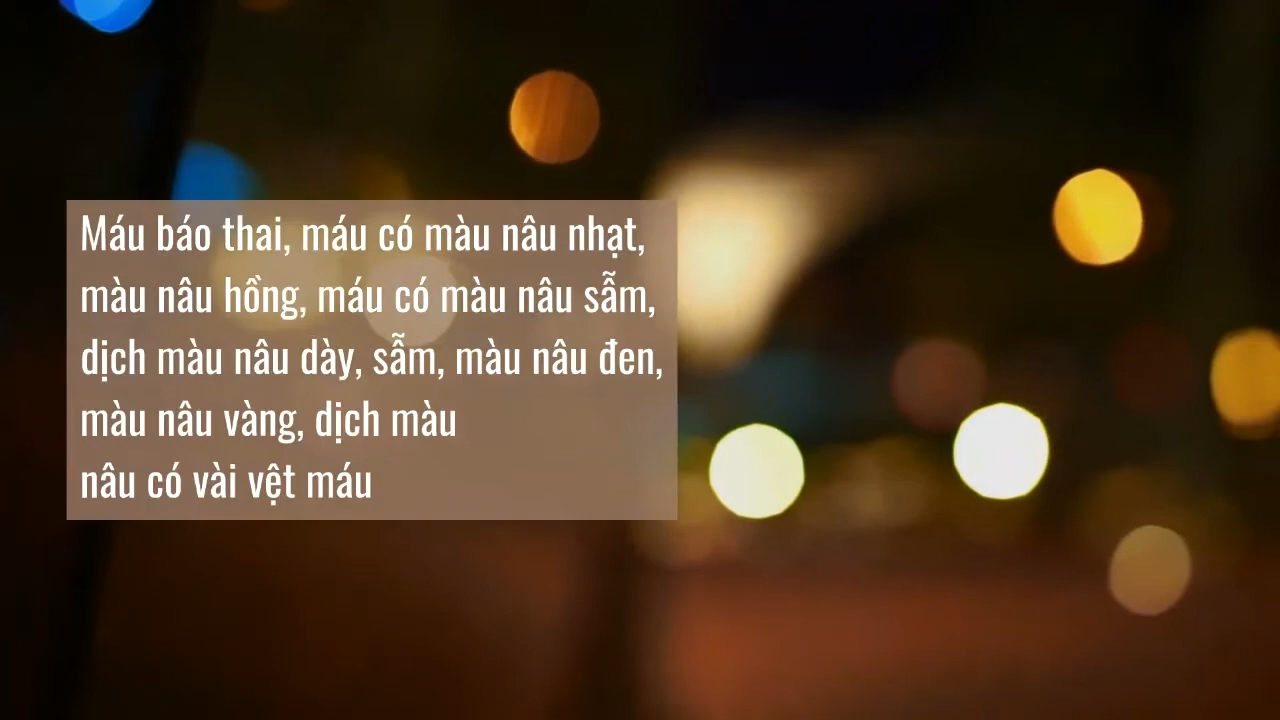 Máu báo thai, máu có màu nâu nhạt,
màu nâu hồng, máu có màu nâu sẫm,
dịch màu nâu dày, sẫm, màu nâu đen,
màu nâu vàng, dịch màu
nâu có vài vệt máu